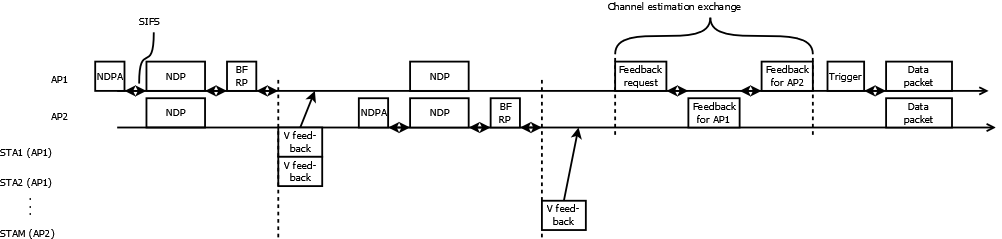 Channel estimation exchange
SIFS
AP1
NDPA
NDP
BF
RP
NDP
Feedback
request
Feedback
for AP2
Trigger
Data
packet
AP2
NDP
NDPA
NDP
BF
RP
Feedback
for AP1
Data
packet
V feed-
back
STA1 (AP1)
V feed-
back
STA2 (AP1)
.
.
.
V feed-
back
STAM (AP2)